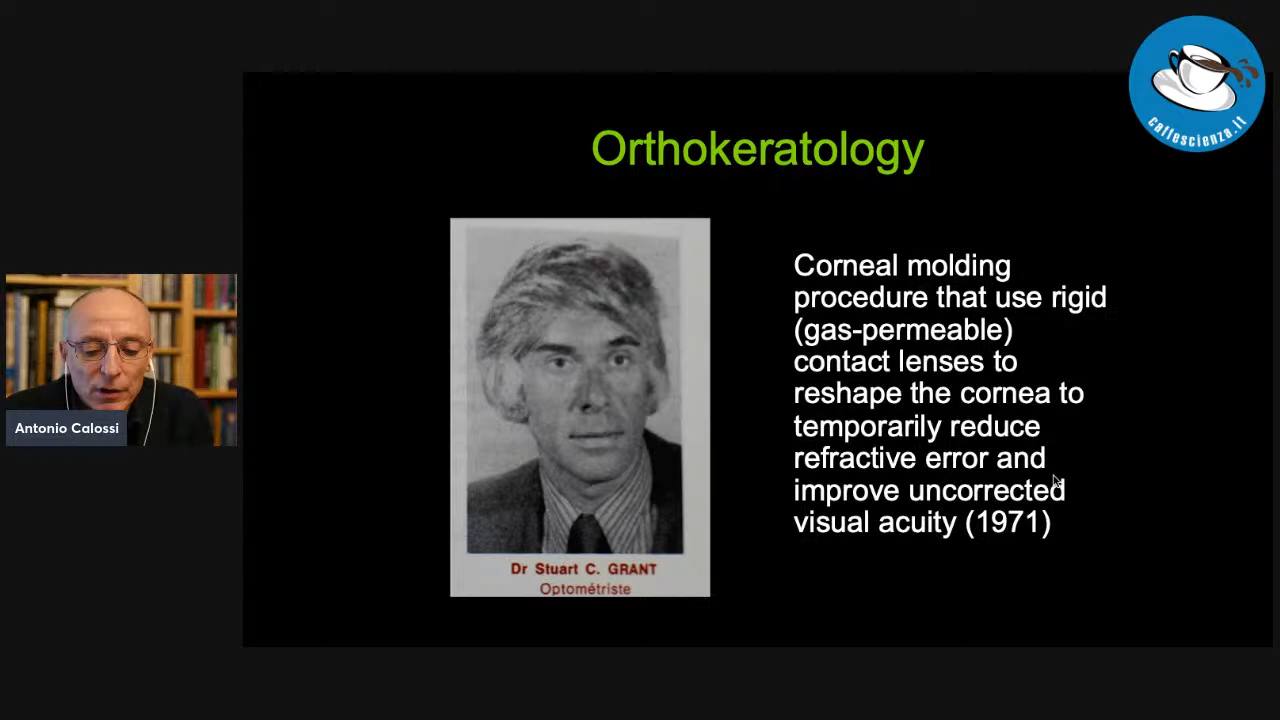 caffescienza.it
Orthokeratology
Corneal molding
procedure that use rigid
(gas-permeable)
contact lenses to
reshape the cornea to
temporarily reduce
refractive error and
improve uncorrected
visual acuity (1971)
Dr Stuart C. GRANT
Optométriste
Antonio Calossi